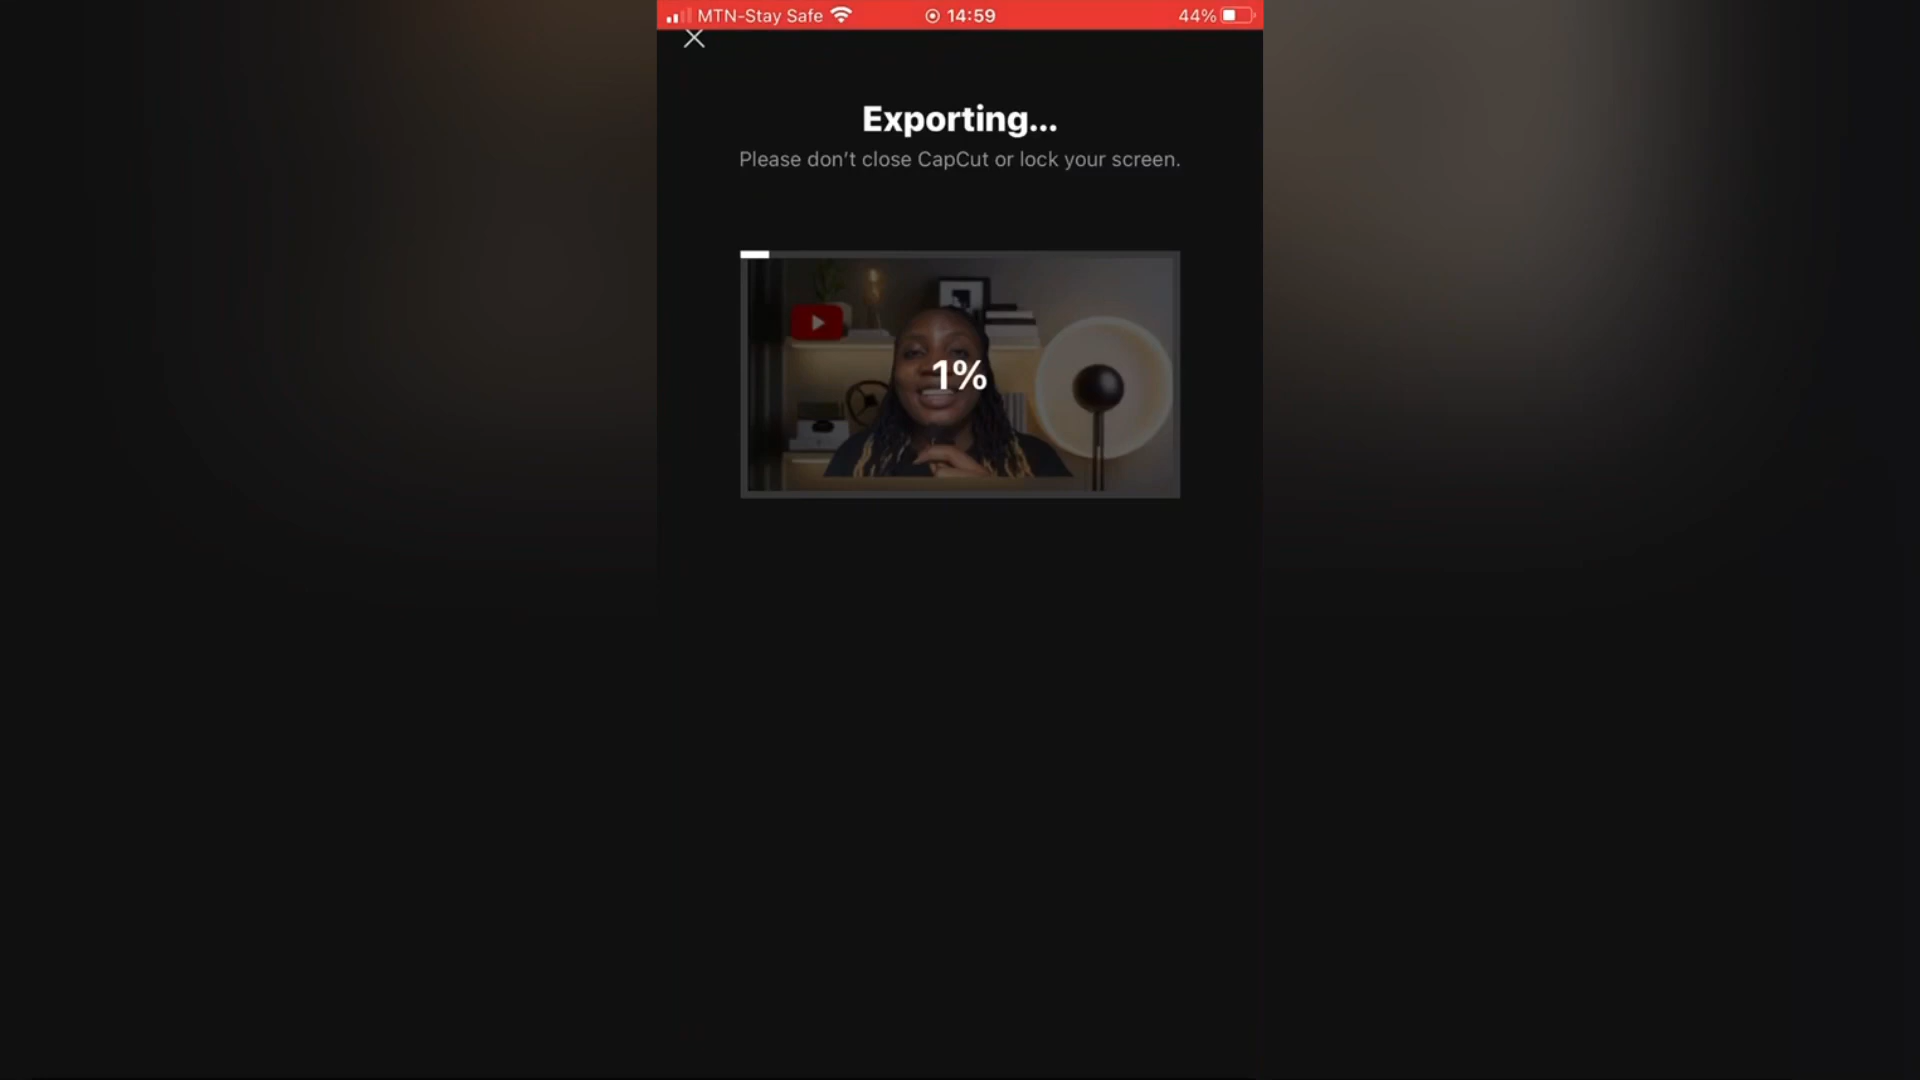 MTN-Stay Safe 14:59 44%
Exporting...
Please don’t close CapCut or lock your screen.
1%